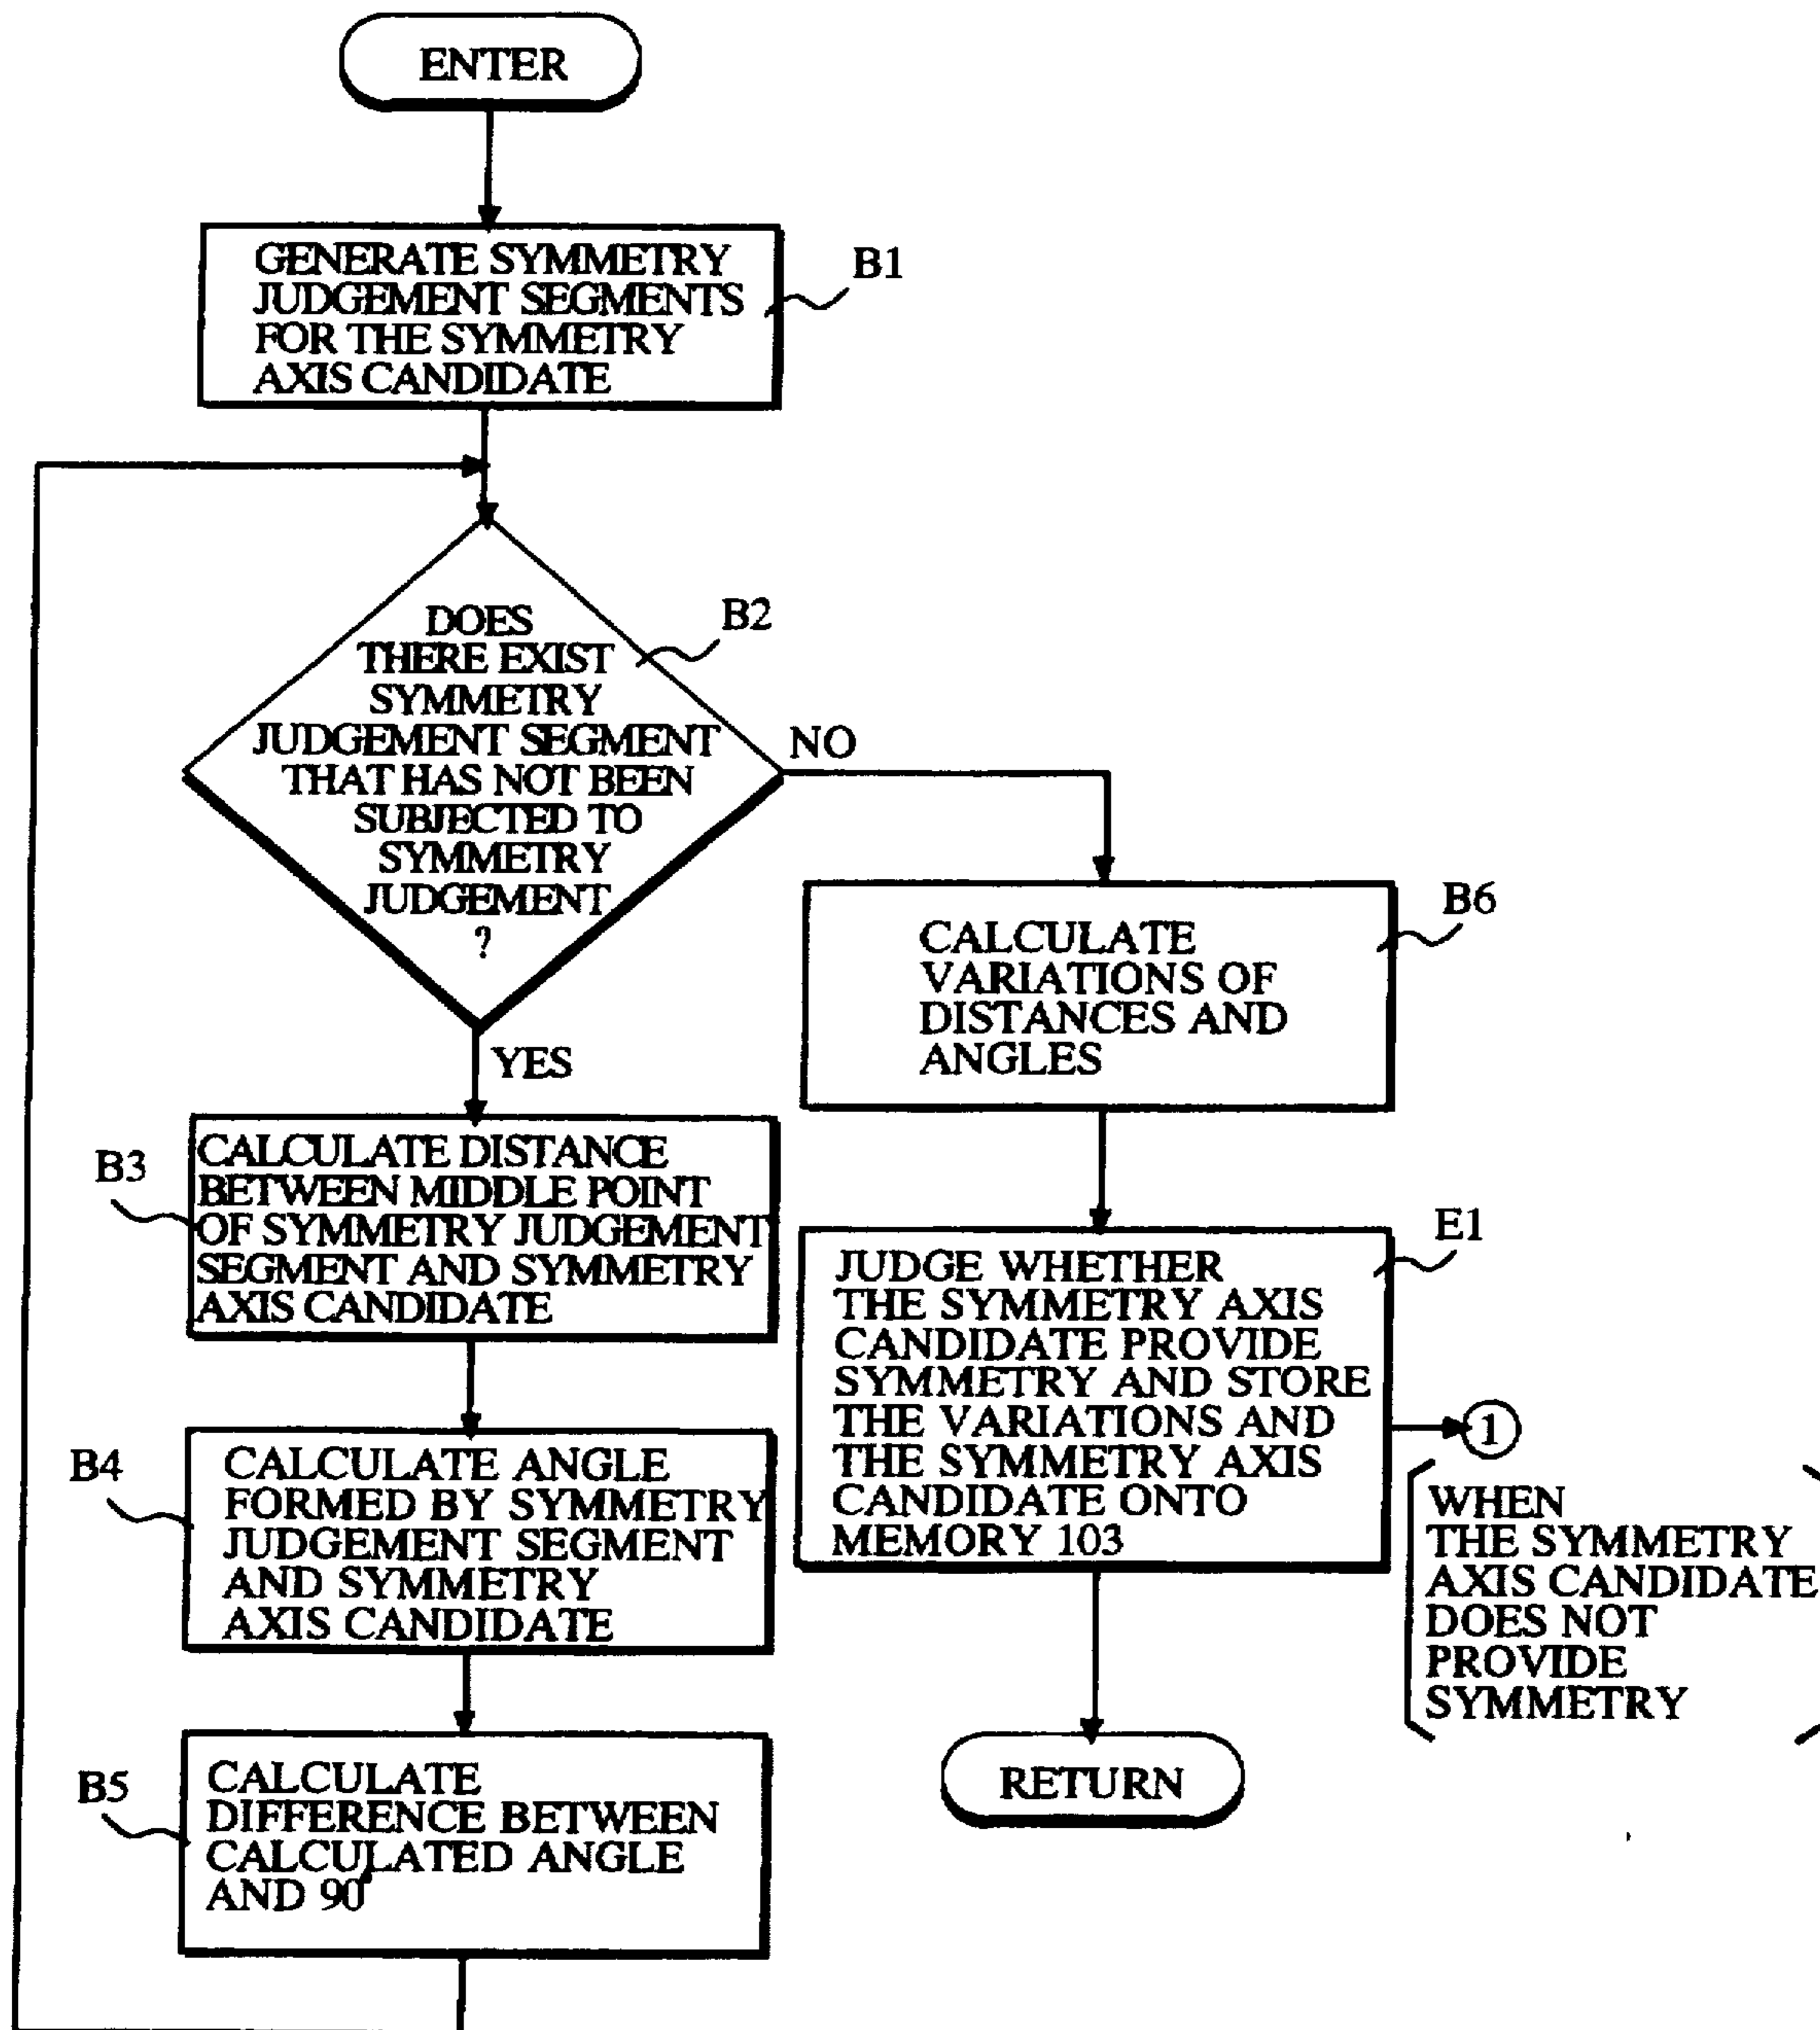 ENTER
GENERATE SYMMETRY
JUDGEMENT SEGMENTS
FOR THE SYMMETRY
AXIS CANDIDATE
B1
DOES
THERE EXIST
SYMMETRY
JUDGEMENT SEGMENT
THAT HAS NOT BEEN
SUBJECTED TO
SYMMETRY
JUDGEMENT
?
B2
NO
YES
B3
CALCULATE DISTANCE
BETWEEN MIDDLE POINT
OF SYMMETRY JUDGEMENT
SEGMENT AND SYMMETRY
AXIS CANDIDATE
B4
CALCULATE ANGLE
FORMED BY SYMMETRY
JUDGEMENT SEGMENT
AND SYMMETRY
AXIS CANDIDATE
B5
CALCULATE
DIFFERENCE BETWEEN
CALCULATED ANGLE
AND 90°
B6
CALCULATE
VARIATIONS OF
DISTANCES AND
ANGLES
E1
JUDGE WHETHER
THE SYMMETRY AXIS
CANDIDATE PROVIDE
SYMMETRY AND STORE
THE VARIATIONS AND
THE SYMMETRY AXIS
CANDIDATE ONTO
MEMORY 103
1
WHEN
THE SYMMETRY
AXIS CANDIDATE
DOES NOT
PROVIDE
SYMMETRY
RETURN